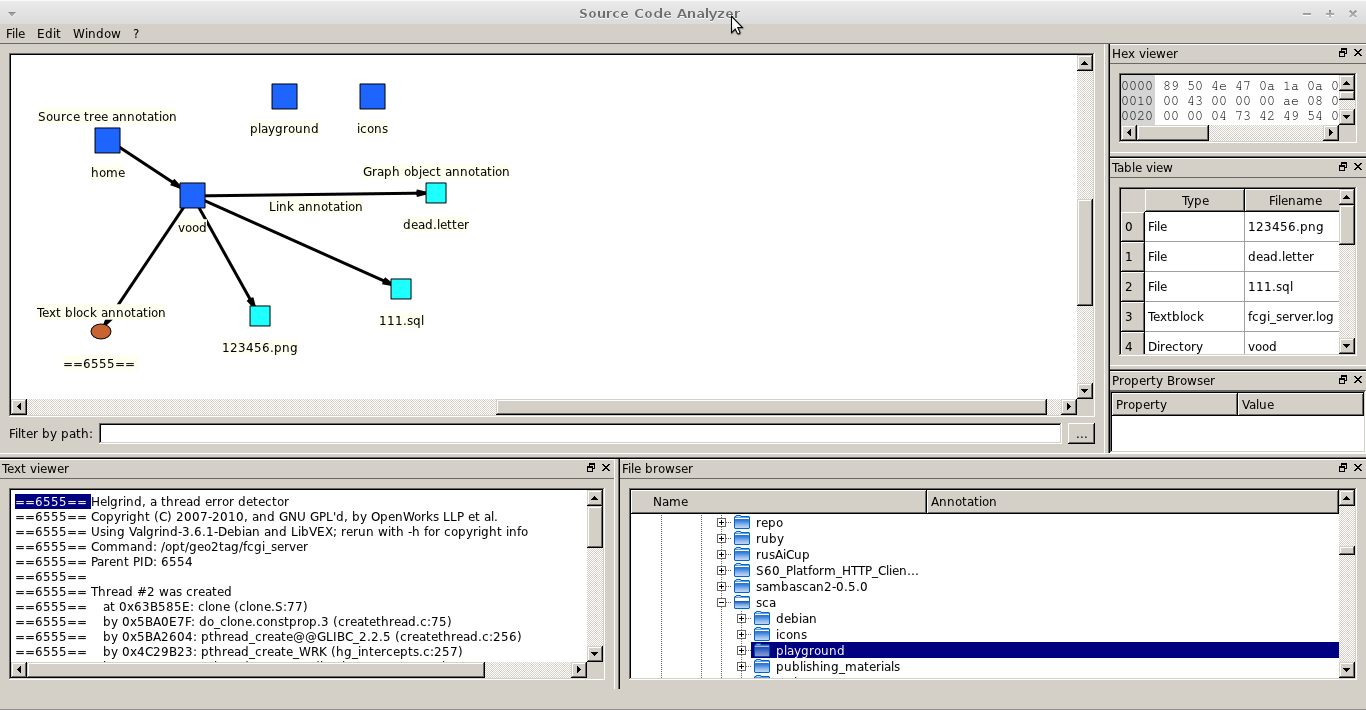 Source Code Analyzer
File Edit Window ?
playground
icons
Source tree annotation
home
Graph object annotation
dead.letter
Link annotation
vood
Text block annotation
==6555==
123456.png
111.sql
Filter by path:
...
Hex viewer
0000 89 50 4e 47 0a 1a 0a 0
0010 00 43 00 00 00 ae 08 0
0020 00 00 04 73 42 49 54 0
Table view
Type Filename
0 File 123456.png
1 File dead.letter
2 File 111.sql
3 Textblock fcgi_server.log
4 Directory vood
Property Browser
Property Value
Text viewer
==6555== Helgrind, a thread error detector
==6555== Copyright (C) 2007-2010, and GNU GPL'd, by OpenWorks LLP et al.
==6555== Using Valgrind-3.6.1-Debian and LibVEX; rerun with -h for copyright info
==6555== Command: /opt/geo2tag/fcgi_server
==6555== Parent PID: 6554
==6555==
==6555== Thread #2 was created
==6555== at 0x63B585E: clone (clone.S:77)
==6555== by 0x5BA0E7F: do_clone.constprop.3 (createthread.c:75)
==6555== by 0x5BA2604: pthread_create@@GLIBC_2.2.5 (createthread.c:256)
==6555== by 0x4C29B23: pthread_create_WRK (hg_intercepts.c:257)
File browser
Name Annotation
repo
ruby
rusAiCup
S60_Platform_HTTP_Clien...
sambascan2-0.5.0
sca
debian
icons
playground
publishing_materials